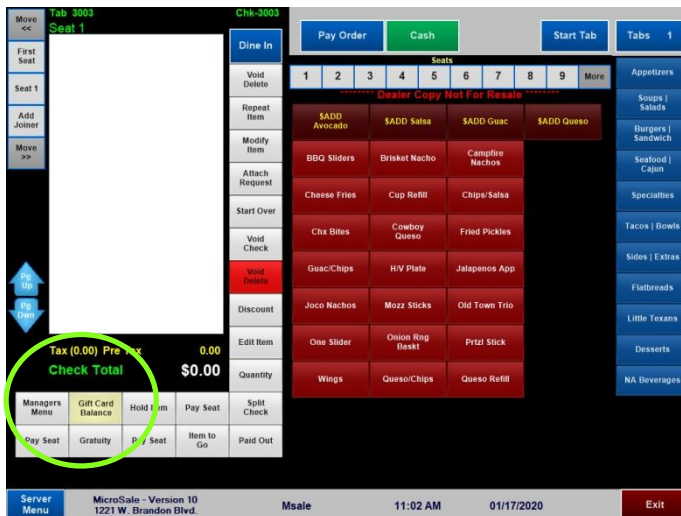 Move
<<
Tab 3003
Chk-3003
Seat 1
First
Seat
Seat 1
Add
Joiner
Move
>>
Pg
Up
Pg
Dwn
Dine In
Void
Delete
Repeat
Item
Modify
Item
Attach
Request
Start Over
Void
Check
Void
Delete
Discount
Edit Item
Quantity
Split
Check
Paid Out
Tax (0.00) Pre Tax 0.00
Check Total $0.00
Managers
Menu
Gift Card
Balance
Hold Item
Pay Seat
Pay Seat
Gratuity
Pay Seat
Item to
Go
Pay Order
Cash
Start Tab
Tabs 1
Seats
1 2 3 4 5 6 7 8 9 More
******** Dealer Copy Not For Resale ********
$ADD
Avocado
$ADD Salsa
$ADD Guac
$ADD Queso
BBQ Sliders
Brisket Nacho
Campfire
Nachos
Cheese Fries
Cup Refill
Chips/Salsa
Chx Bites
Cowboy
Queso
Fried Pickles
Guac/Chips
H/V Plate
Jalapenos App
Joco Nachos
Mozz Sticks
Old Town Trio
One Slider
Onion Rng
Baskt
Prtzl Stick
Wings
Queso/Chips
Queso Refill
Appetizers
Soups |
Salads
Burgers |
Sandwich
Seafood |
Cajun
Specialties
Tacos | Bowls
Sides | Extras
Flatbreads
Little Texans
Desserts
NA Beverages
Server
Menu
MicroSale - Version 10
1221 W. Brandon Blvd.
Msale
11:02 AM
01/17/2020
Exit